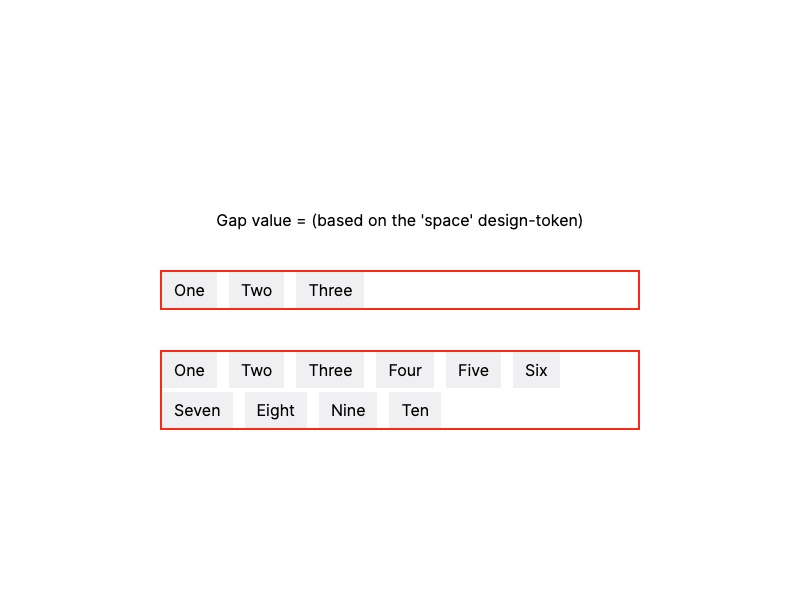 Gap value = (based on the 'space' design-token)
One Two Three
One Two Three Four Five Six
Seven Eight Nine Ten